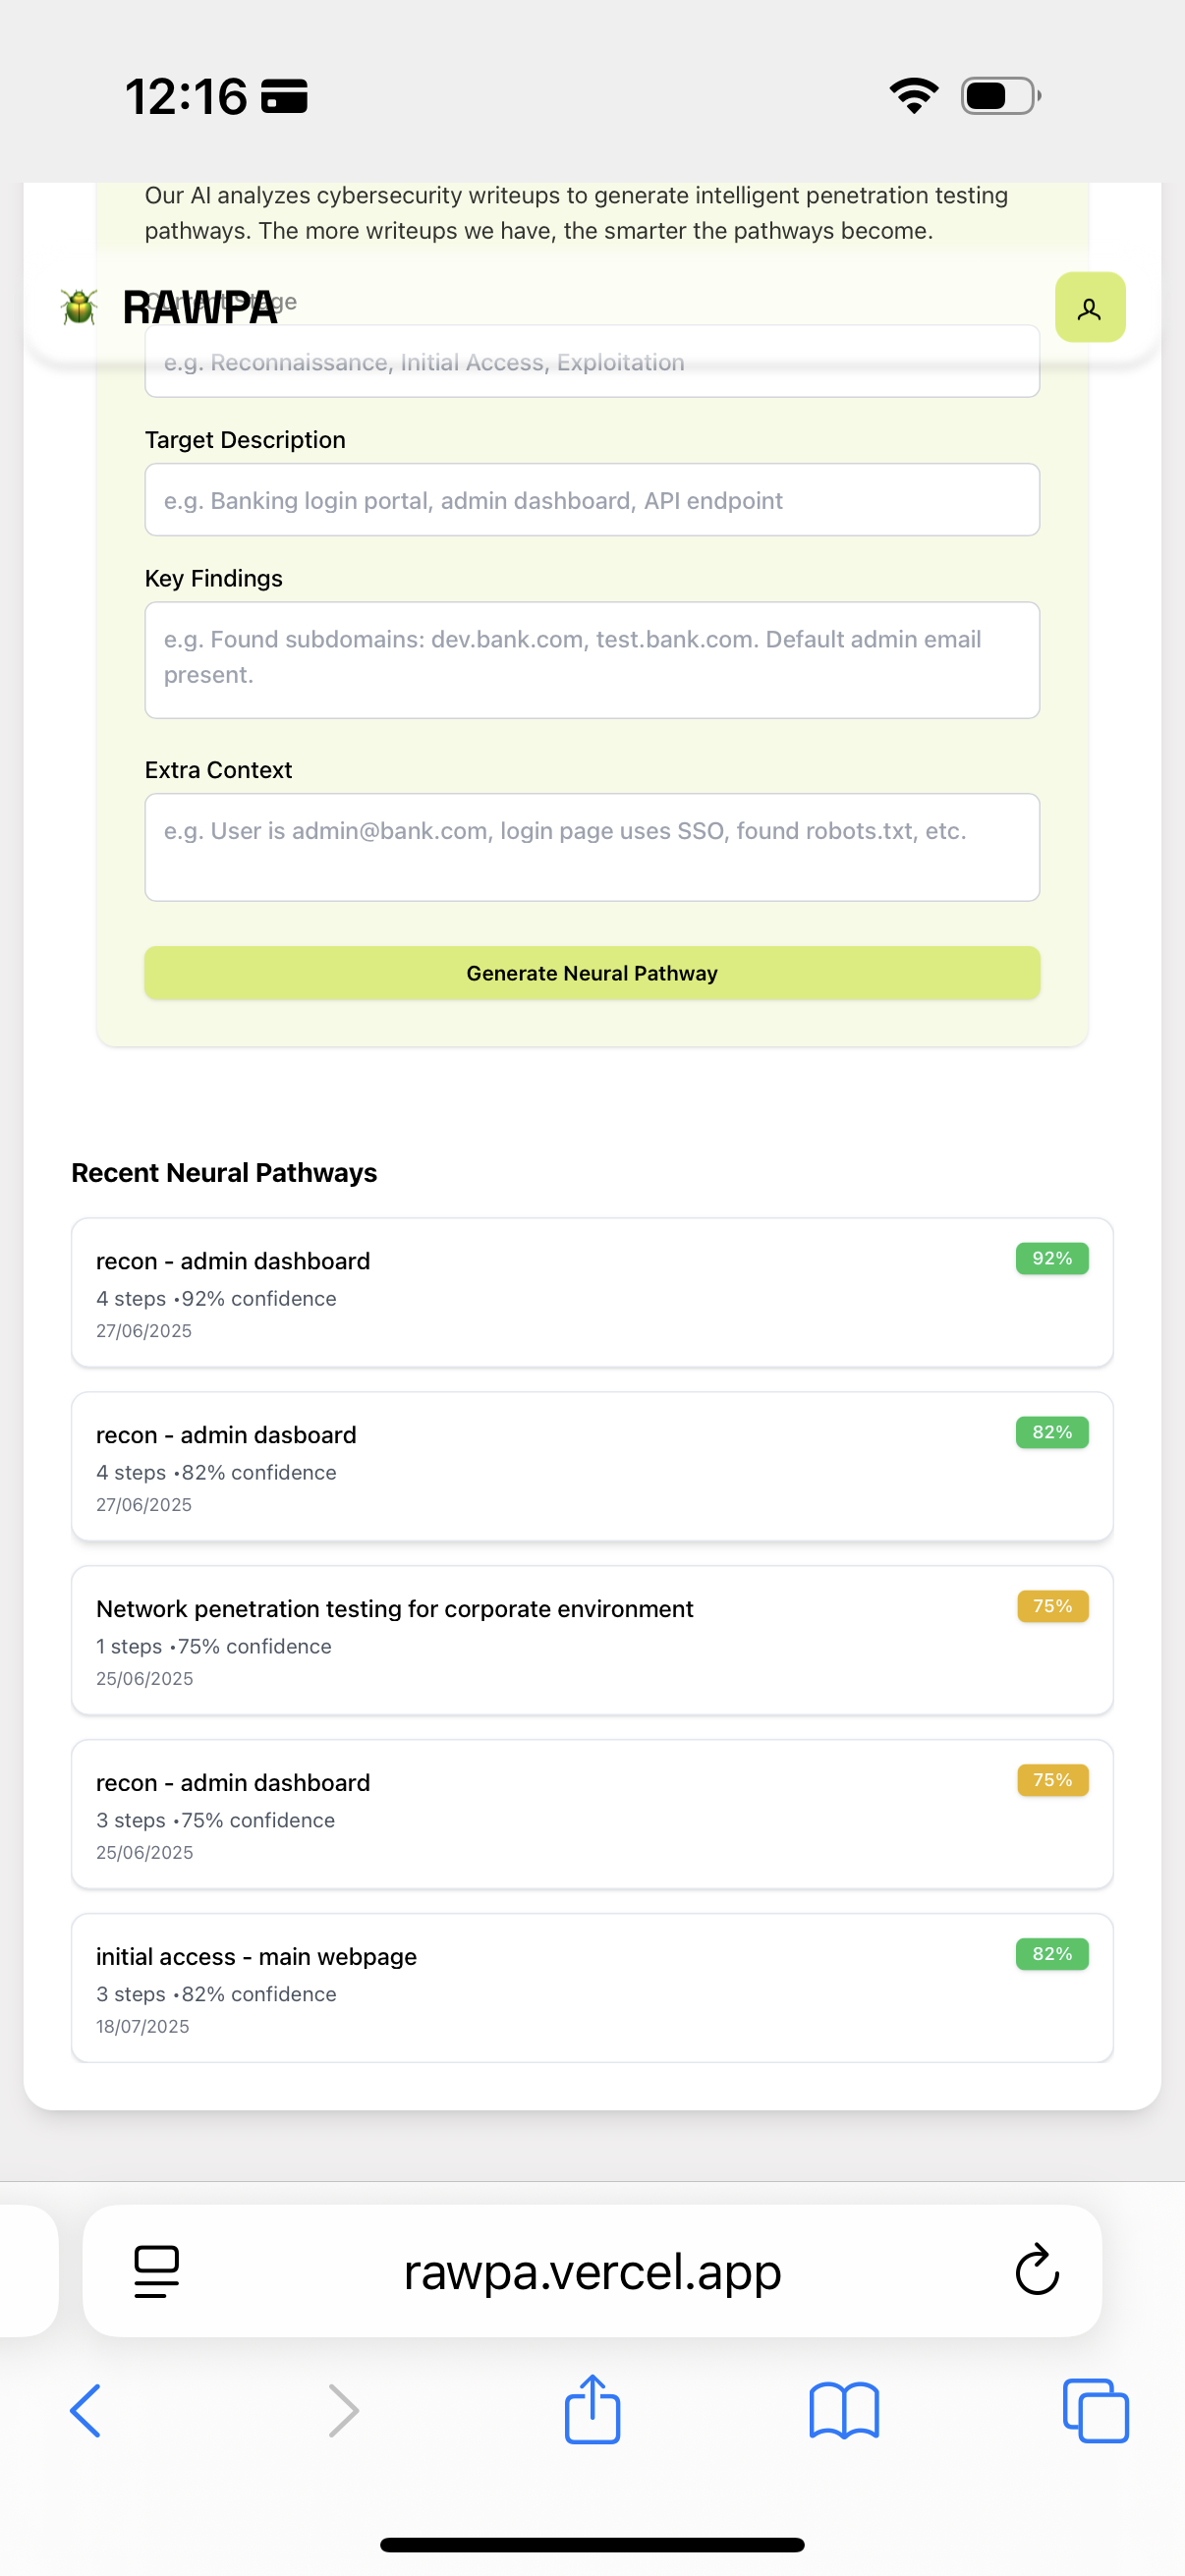 12:16
Our AI analyzes cybersecurity writeups to generate intelligent penetration testing
pathways. The more writeups we have, the smarter the pathways become.
RAWPA
Current Stage
e.g. Reconnaissance, Initial Access, Exploitation
Target Description
e.g. Banking login portal, admin dashboard, API endpoint
Key Findings
e.g. Found subdomains: dev.bank.com, test.bank.com. Default admin email
present.
Extra Context
e.g. User is admin@bank.com, login page uses SSO, found robots.txt, etc.
Generate Neural Pathway
Recent Neural Pathways
recon - admin dashboard
92%
4 steps •92% confidence
27/06/2025
recon - admin dasboard
82%
4 steps •82% confidence
27/06/2025
Network penetration testing for corporate environment
75%
1 steps •75% confidence
25/06/2025
recon - admin dashboard
75%
3 steps •75% confidence
25/06/2025
initial access - main webpage
82%
3 steps •82% confidence
18/07/2025
rawpa.vercel.app